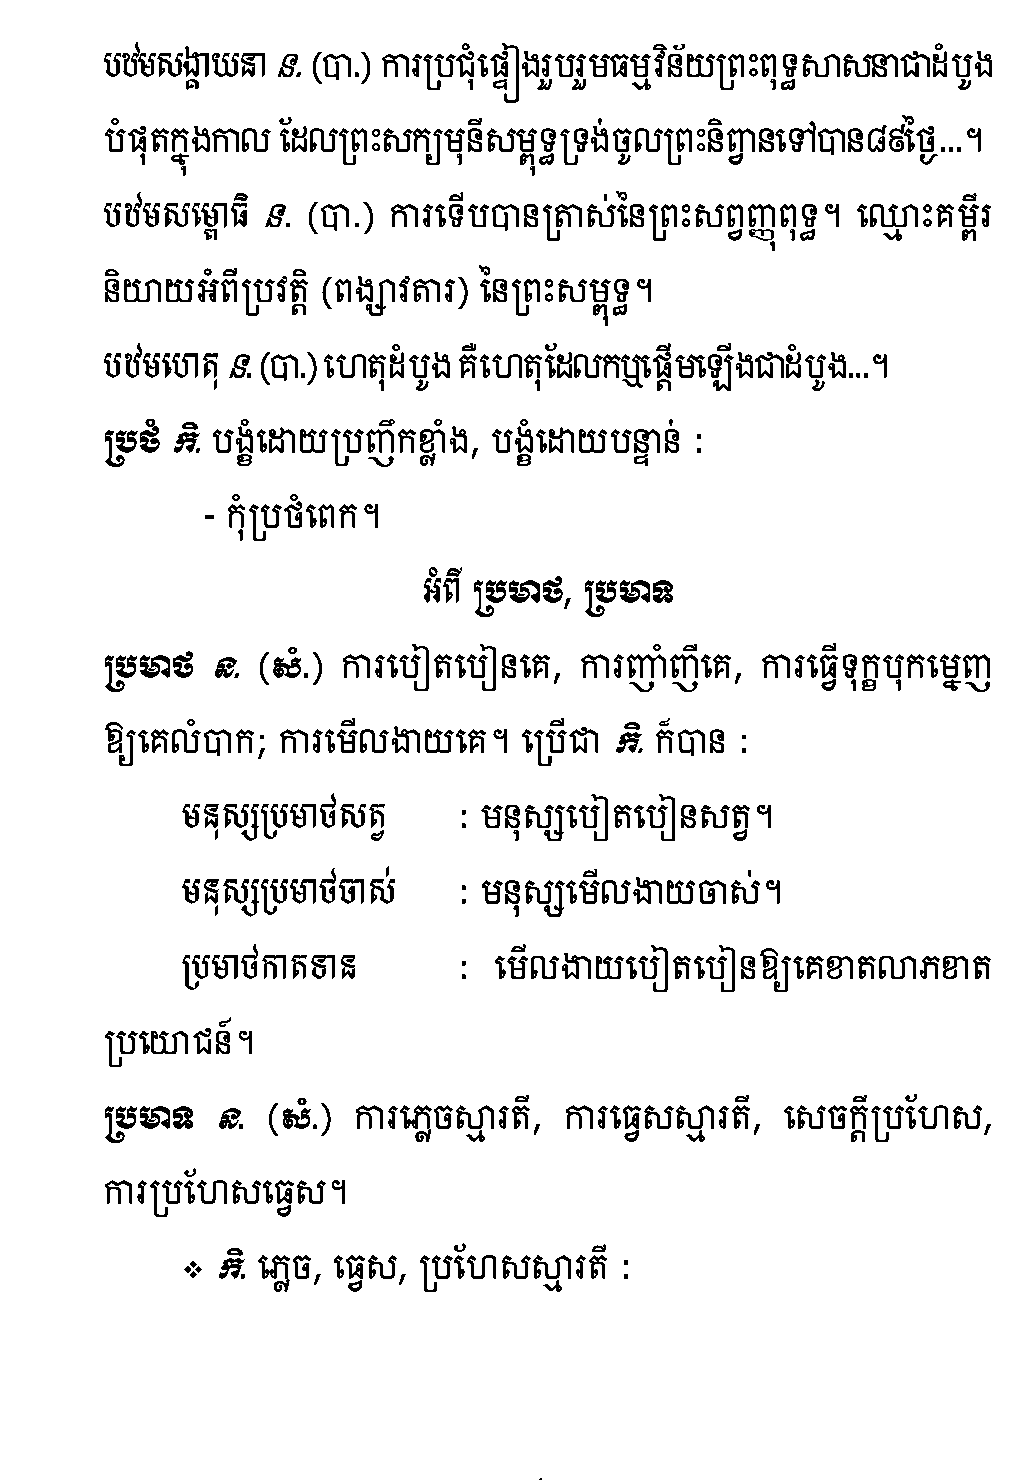 បឋមសង្គាយនា ន. (បា.) ការប្រជុំផ្ទៀងរួបរួមធម្មវិន័យព្រះពុទ្ធសាសនាជាដំបូង
បំផុតក្នុងកាល ដែលព្រះសក្យមុនីសម្ពុទ្ធទ្រង់ចូលព្រះនិព្វានទៅបាន៨៩ថ្ងៃ...។
បឋមសម្ពោធិ ន. (បា.) ការទើបបានត្រាស់នៃព្រះសព្វញ្ញុពុទ្ធ។ ឈ្មោះគម្ពីរ
និយាយអំពីប្រវត្តិ (ពង្សាវតារ) នៃព្រះសម្ពុទ្ធ។
បឋមហេតុ ន. (បា.) ហេតុដំបូង គឺហេតុដែលកឬផ្តើមឡើងជាដំបូង...។
ប្រថំ កិ. បង្ខំដោយប្រញឹកខ្លាំង, បង្ខំដោយបន្ទាន់ :
- កុំប្រថំពេក។
អំពី ប្រមាថ, ប្រមាទ
ប្រមាថ ន. (សំ.) ការបៀតបៀនគេ, ការញាំញីគេ, ការធ្វើទុក្ខបុកម្នេញ
ឱ្យគេលំបាក; ការមើលងាយគេ។ ប្រើជា កិ. ក៏បាន :
មនុស្សប្រមាថសត្វ : មនុស្សបៀតបៀនសត្វ។
មនុស្សប្រមាថចាស់ : មនុស្សមើលងាយចាស់។
ប្រមាថកាតទាន : មើលងាយបៀតបៀនឱ្យគេខាតលាភខាត
ប្រយោជន៍។
ប្រមាទ ន. (សំ.) ការភ្លេចស្មារតី, ការធ្វេសស្មារតី, សេចក្តីប្រហែស,
ការប្រហែសធ្វេស។
❖ កិ. ភ្លេច, ធ្វេស, ប្រហែសស្មារតី :